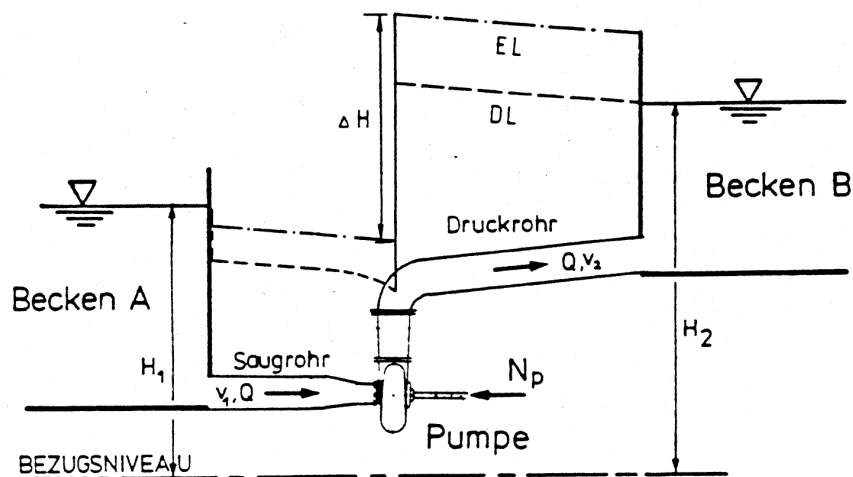 EL
ΔH
DL
Becken B
Druckrohr
Q,v₂
Becken A
H₁
H₂
Saugrohr
v₁,Q
Nₚ
Pumpe
BEZUGSNIVEAU